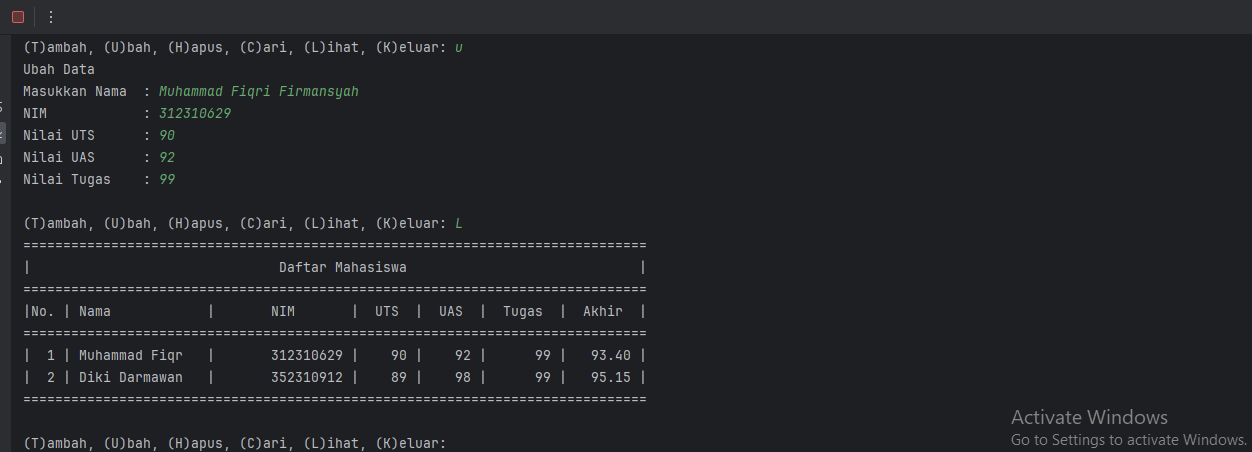 (T)ambah, (U)bah, (H)apus, (C)ari, (L)ihat, (K)eluar: u
Ubah Data
Masukkan Nama  : Muhammad Fiqri Firmansyah
NIM            : 312310629
Nilai UTS      : 90
Nilai UAS      : 92
Nilai Tugas    : 99
(T)ambah, (U)bah, (H)apus, (C)ari, (L)ihat, (K)eluar: L
==============================================================================
|                               Daftar Mahasiswa                             |
==============================================================================
|No. | Nama            |       NIM       |  UTS  |  UAS  |  Tugas  |  Akhir  |
==============================================================================
|  1 | Muhammad Fiqr   |       312310629 |    90 |    92 |      99 |   93.40 |
|  2 | Diki Darmawan   |       352310912 |    89 |    98 |      99 |   95.15 |
==============================================================================
(T)ambah, (U)bah, (H)apus, (C)ari, (L)ihat, (K)eluar:
Activate Windows
Go to Settings to activate Windows.